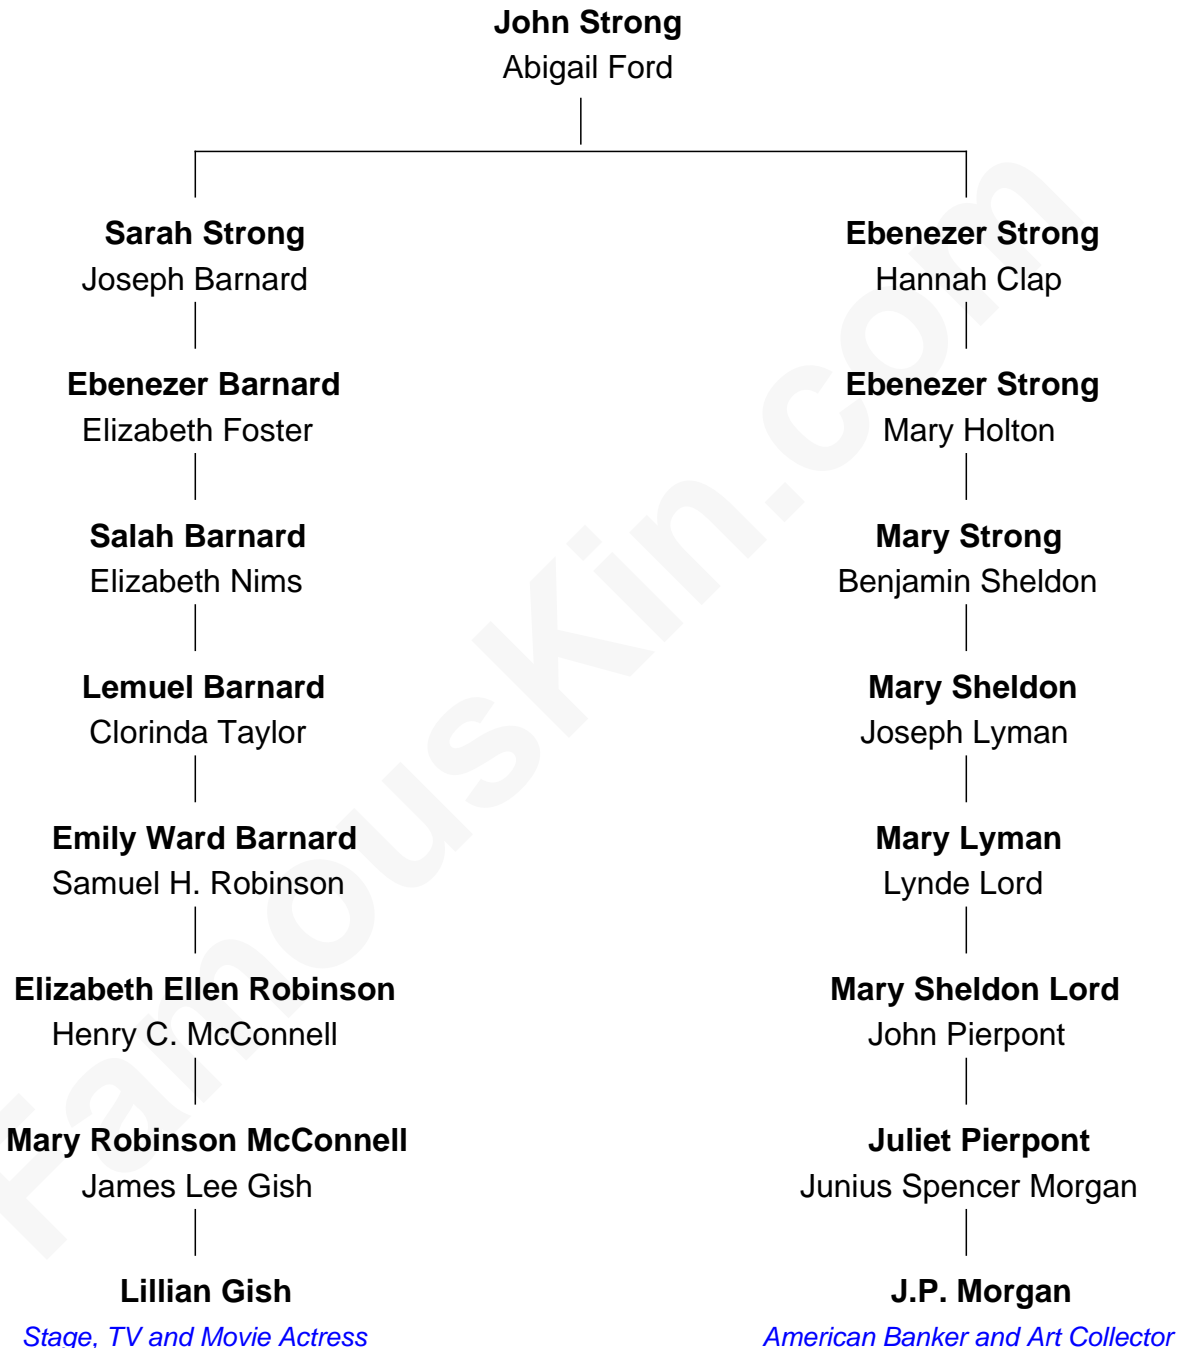 John Strong
Abigail Ford
Sarah Strong
Joseph Barnard
Ebenezer Strong
Hannah Clap
Ebenezer Barnard
Elizabeth Foster
Ebenezer Strong
Mary Holton
Salah Barnard
Elizabeth Nims
Mary Strong
Benjamin Sheldon
Lemuel Barnard
Clorinda Taylor
Mary Sheldon
Joseph Lyman
Emily Ward Barnard
Samuel H. Robinson
Mary Lyman
Lynde Lord
Elizabeth Ellen Robinson
Henry C. McConnell
Mary Sheldon Lord
John Pierpont
Mary Robinson McConnell
James Lee Gish
Juliet Pierpont
Junius Spencer Morgan
Lillian Gish
Stage, TV and Movie Actress
J.P. Morgan
American Banker and Art Collector
FamousKin.com